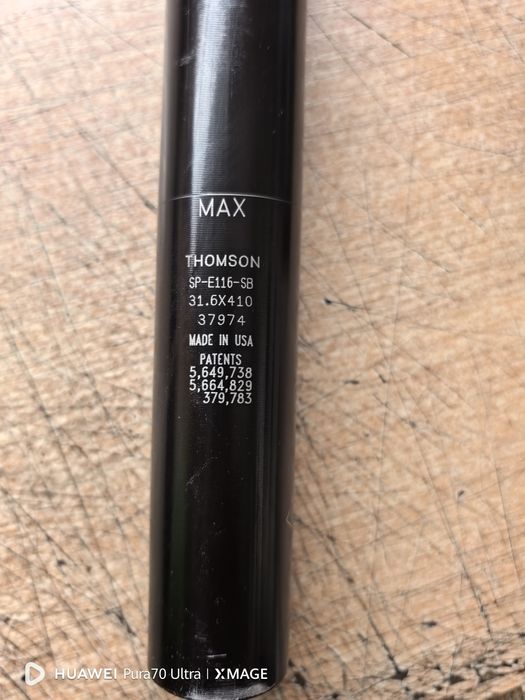 MAX
THOMSON
SP-E116-SB
31.6X410
37974
MADE IN USA
PATENTS
5,649,738
5,664,829
379,783
HUAWEI Pura70 Ultra | XMAGE